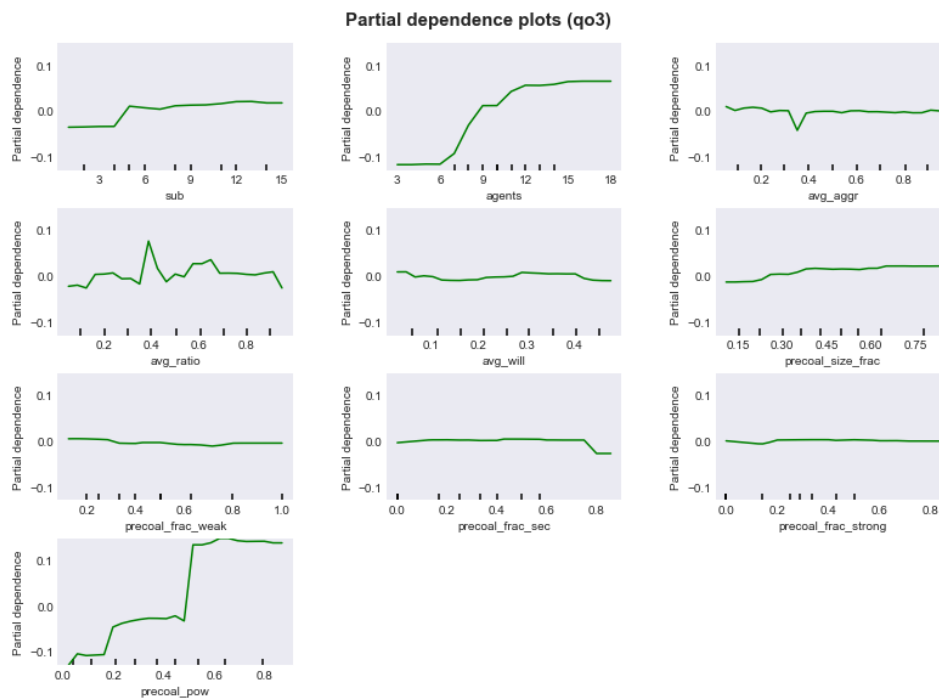 Partial dependence plots (qo3)
Partial dependence
0.1
0.0
−0.1
3 6 9 12 15
sub
Partial dependence
0.1
0.0
−0.1
3 6 9 12 15 18
agents
Partial dependence
0.1
0.0
−0.1
0.2 0.4 0.6 0.8
avg_aggr
Partial dependence
0.1
0.0
−0.1
0.2 0.4 0.6 0.8
avg_ratio
Partial dependence
0.1
0.0
−0.1
0.1 0.2 0.3 0.4
avg_will
Partial dependence
0.1
0.0
−0.1
0.15 0.30 0.45 0.60 0.75
precoal_size_frac
Partial dependence
0.1
0.0
−0.1
0.2 0.4 0.6 0.8 1.0
precoal_frac_weak
Partial dependence
0.1
0.0
−0.1
0.0 0.2 0.4 0.6 0.8
precoal_frac_sec
Partial dependence
0.1
0.0
−0.1
0.0 0.2 0.4 0.6 0.8
precoal_frac_strong
Partial dependence
0.1
0.0
−0.1
0.0 0.2 0.4 0.6 0.8
precoal_pow